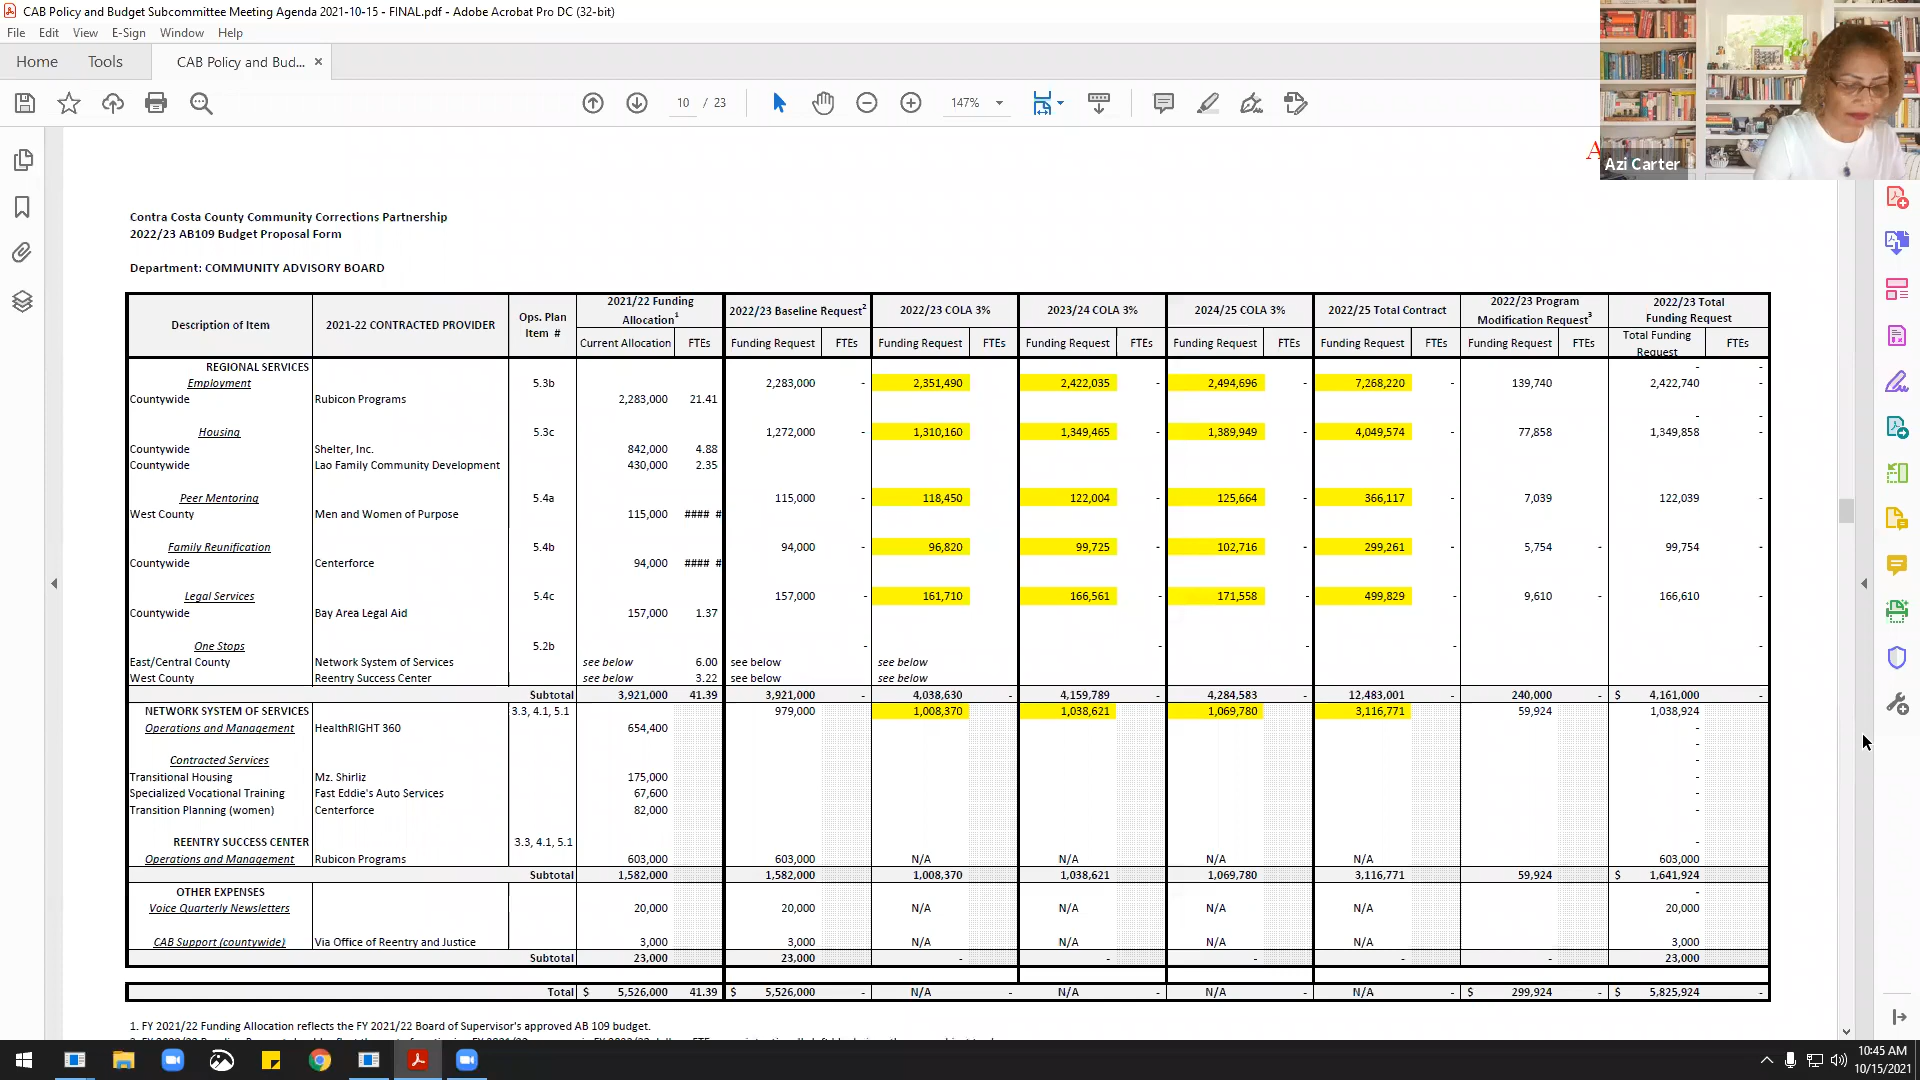 CAB Policy and Budget Subcommittee Meeting Agenda 2021-10-15 - FINAL.pdf - Adobe Acrobat Pro DC (32-bit)
File Edit View E-Sign Window Help
Home Tools CAB Policy and Bud... ×
10 / 23 147%
A
Azi Carter
Contra Costa County Community Corrections Partnership
2022/23 AB109 Budget Proposal Form
Department: COMMUNITY ADVISORY BOARD
Description of Item 2021-22 CONTRACTED PROVIDER Ops. Plan Item # 2021/22 Funding Allocation1 2022/23 Baseline Request2 2022/23 COLA 3% 2023/24 COLA 3% 2024/25 COLA 3% 2022/25 Total Contract 2022/23 Program Modification Request3 2022/23 Total Funding Request
Current Allocation FTEs Funding Request FTEs Funding Request FTEs Funding Request FTEs Funding Request FTEs Funding Request FTEs Funding Request FTEs Total Funding Request FTEs
REGIONAL SERVICES - -
Employment 5.3b 2,283,000 - 2,351,490 2,422,035 - 2,494,696 - 7,268,220 - 139,740 2,422,740 -
Countywide Rubicon Programs 2,283,000 21.41
- -
Housing 5.3c 1,272,000 - 1,310,160 1,349,465 - 1,389,949 - 4,049,574 - 77,858 1,349,858 -
Countywide Shelter, Inc. 842,000 4.88
Countywide Lao Family Community Development 430,000 2.35
Peer Mentoring 5.4a 115,000 - 118,450 122,004 - 125,664 - 366,117 - 7,039 122,039 -
West County Men and Women of Purpose 115,000 #### #
Family Reunification 5.4b 94,000 - 96,820 99,725 - 102,716 - 299,261 - 5,754 - 99,754 -
Countywide Centerforce 94,000 #### #
Legal Services 5.4c 157,000 - 161,710 166,561 - 171,558 - 499,829 - 9,610 - 166,610 -
Countywide Bay Area Legal Aid 157,000 1.37
One Stops 5.2b - - - - -
East/Central County Network System of Services see below 6.00 see below see below
West County Reentry Success Center see below 3.22 see below see below
Subtotal 3,921,000 41.39 3,921,000 - 4,038,630 - 4,159,789 - 4,284,583 - 12,483,001 - 240,000 - $ 4,161,000 -
NETWORK SYSTEM OF SERVICES 3.3, 4.1, 5.1 979,000 1,008,370 1,038,621 1,069,780 3,116,771 59,924 1,038,924
Operations and Management HealthRIGHT 360 654,400 -
-
Contracted Services -
Transitional Housing Mz. Shirliz 175,000 -
Specialized Vocational Training Fast Eddie's Auto Services 67,600 -
Transition Planning (women) Centerforce 82,000 -
REENTRY SUCCESS CENTER 3.3, 4.1, 5.1 -
Operations and Management Rubicon Programs 603,000 603,000 N/A N/A N/A N/A 603,000
Subtotal 1,582,000 1,582,000 1,008,370 1,038,621 1,069,780 3,116,771 59,924 $ 1,641,924
OTHER EXPENSES -
Voice Quarterly Newsletters 20,000 20,000 N/A N/A N/A N/A 20,000
CAB Support (countywide) Via Office of Reentry and Justice 3,000 3,000 N/A N/A N/A N/A 3,000
Subtotal 23,000 23,000 - - - - - 23,000
Total $ 5,526,000 41.39 $ 5,526,000 - N/A - N/A - N/A - N/A - $ 299,924 - $ 5,825,924 -
1. FY 2021/22 Funding Allocation reflects the FY 2021/22 Board of Supervisor's approved AB 109 budget.
10:45 AM
10/15/2021